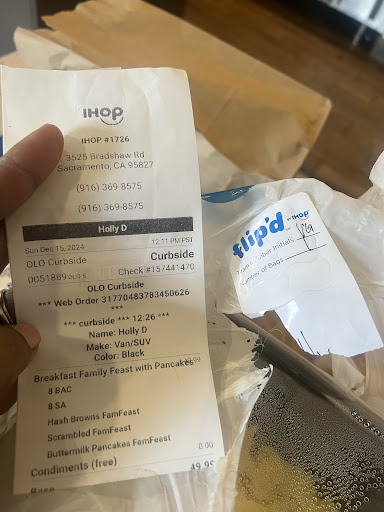 IHOP
IHOP #1726
3525 Bradshaw Rd
Sacramento, CA 95827
(916) 369-8575
(916) 369-8575
Holly D
Sun Dec 15, 2024 12:11 PM PST
OLO Curbside Curbside
D051889 OLO S Check #157441470
OLO Curbside
*** Web Order 31770483783450626
***
*** curbside *** 12:26 ***
Name: Holly D
Make: Van/SUV
Color: Black
Breakfast Family Feast with Pancakes
8 BAC
8 SA
Hash Browns FamFeast
Scrambled FamFeast
Buttermilk Pancakes FamFeast
Condiments (free) 0.00
49.99
flip'd by IHOP
Team Member Initials
Number of Bags